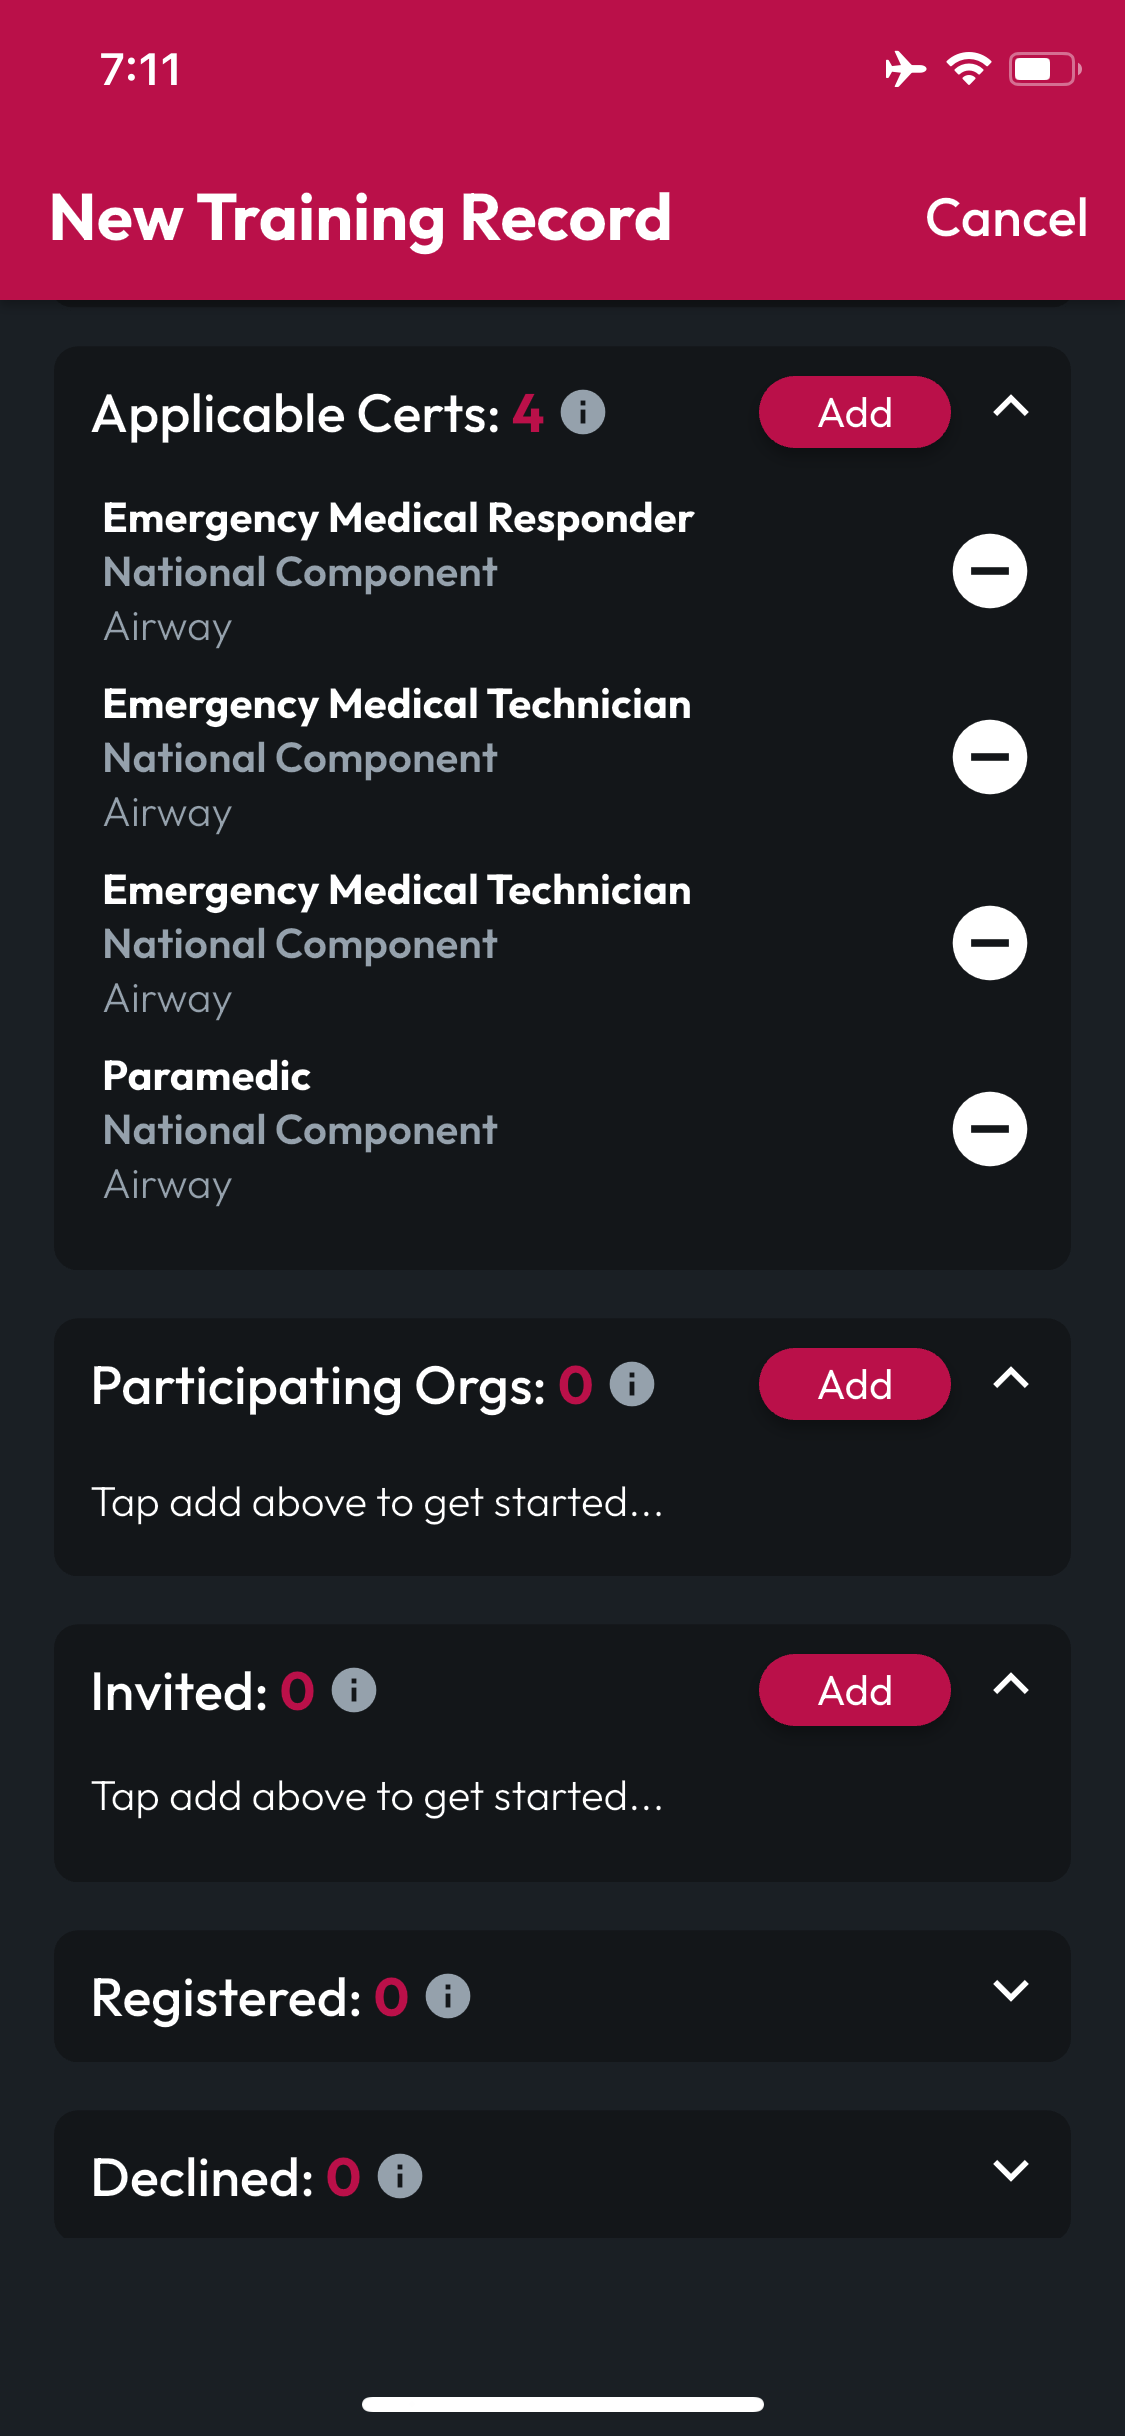 7:11
New Training Record Cancel
Applicable Certs: 4 i Add
Emergency Medical Responder
National Component
Airway
Emergency Medical Technician
National Component
Airway
Emergency Medical Technician
National Component
Airway
Paramedic
National Component
Airway
Participating Orgs: 0 i Add
Tap add above to get started...
Invited: 0 i Add
Tap add above to get started...
Registered: 0 i
Declined: 0 i